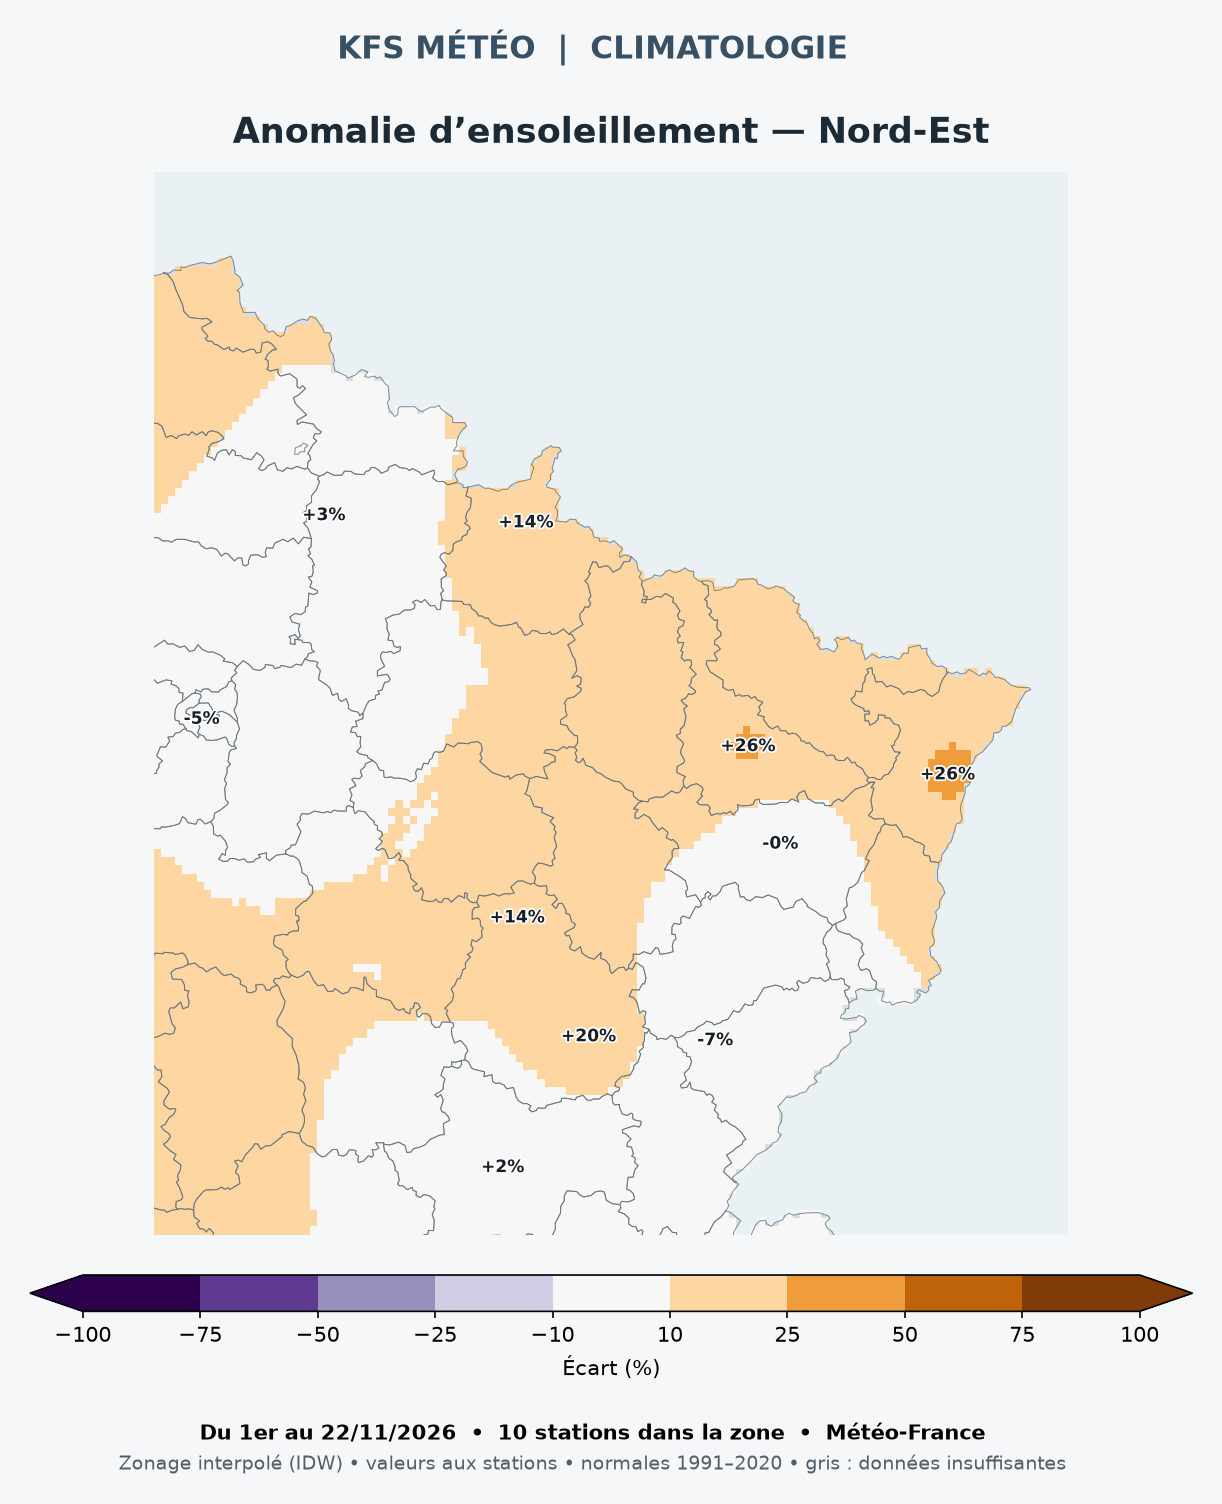 KFS MÉTÉO | CLIMATOLOGIE
Anomalie d’ensoleillement — Nord-Est
+3%
+14%
-5%
+26%
+26%
-0%
+14%
+20%
-7%
+2%
−100 −75 −50 −25 −10 10 25 50 75 100
Écart (%)
Du 1er au 22/11/2026 • 10 stations dans la zone • Météo-France
Zonage interpolé (IDW) • valeurs aux stations • normales 1991–2020 • gris : données insuffisantes